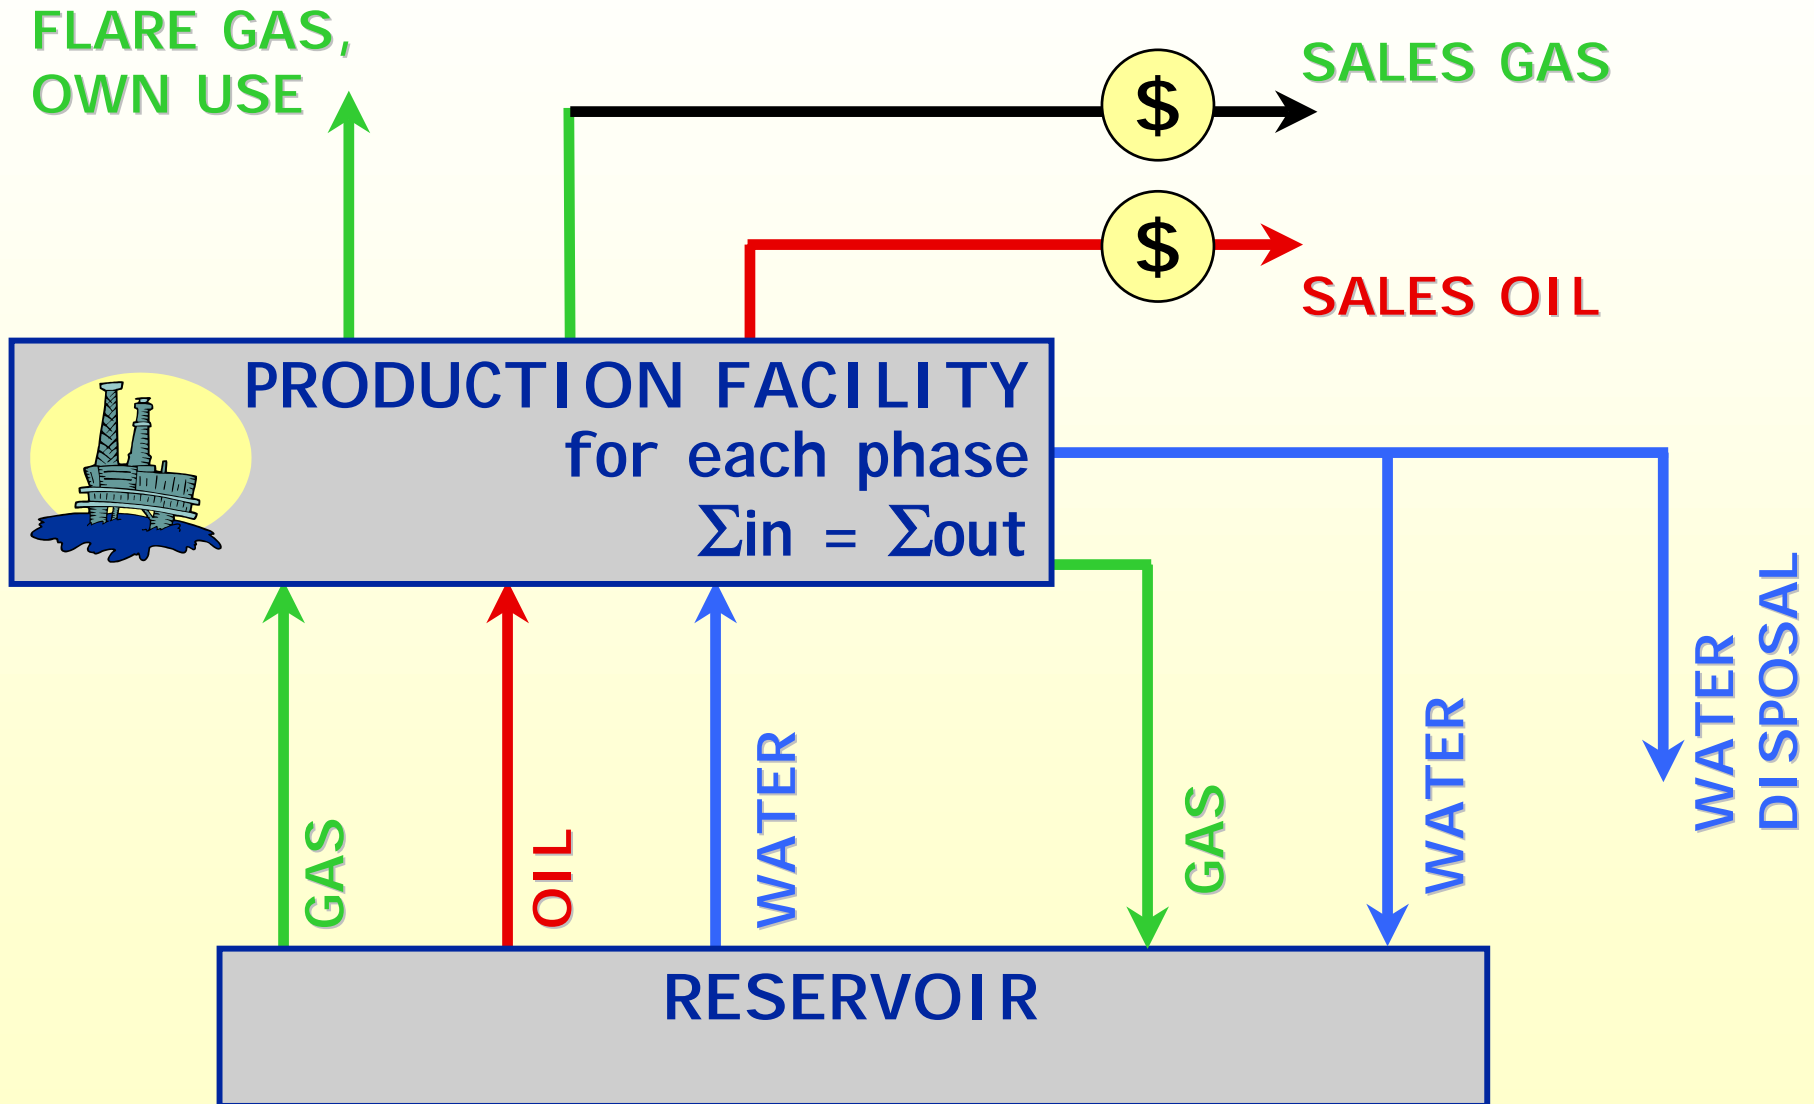 FLARE GAS,
OWN USE
SALES GAS
$
$
SALES OIL
PRODUCTION FACILITY
for each phase
Σin = Σout
GAS
OIL
WATER
GAS
WATER
WATER
DISPOSAL
RESERVOIR